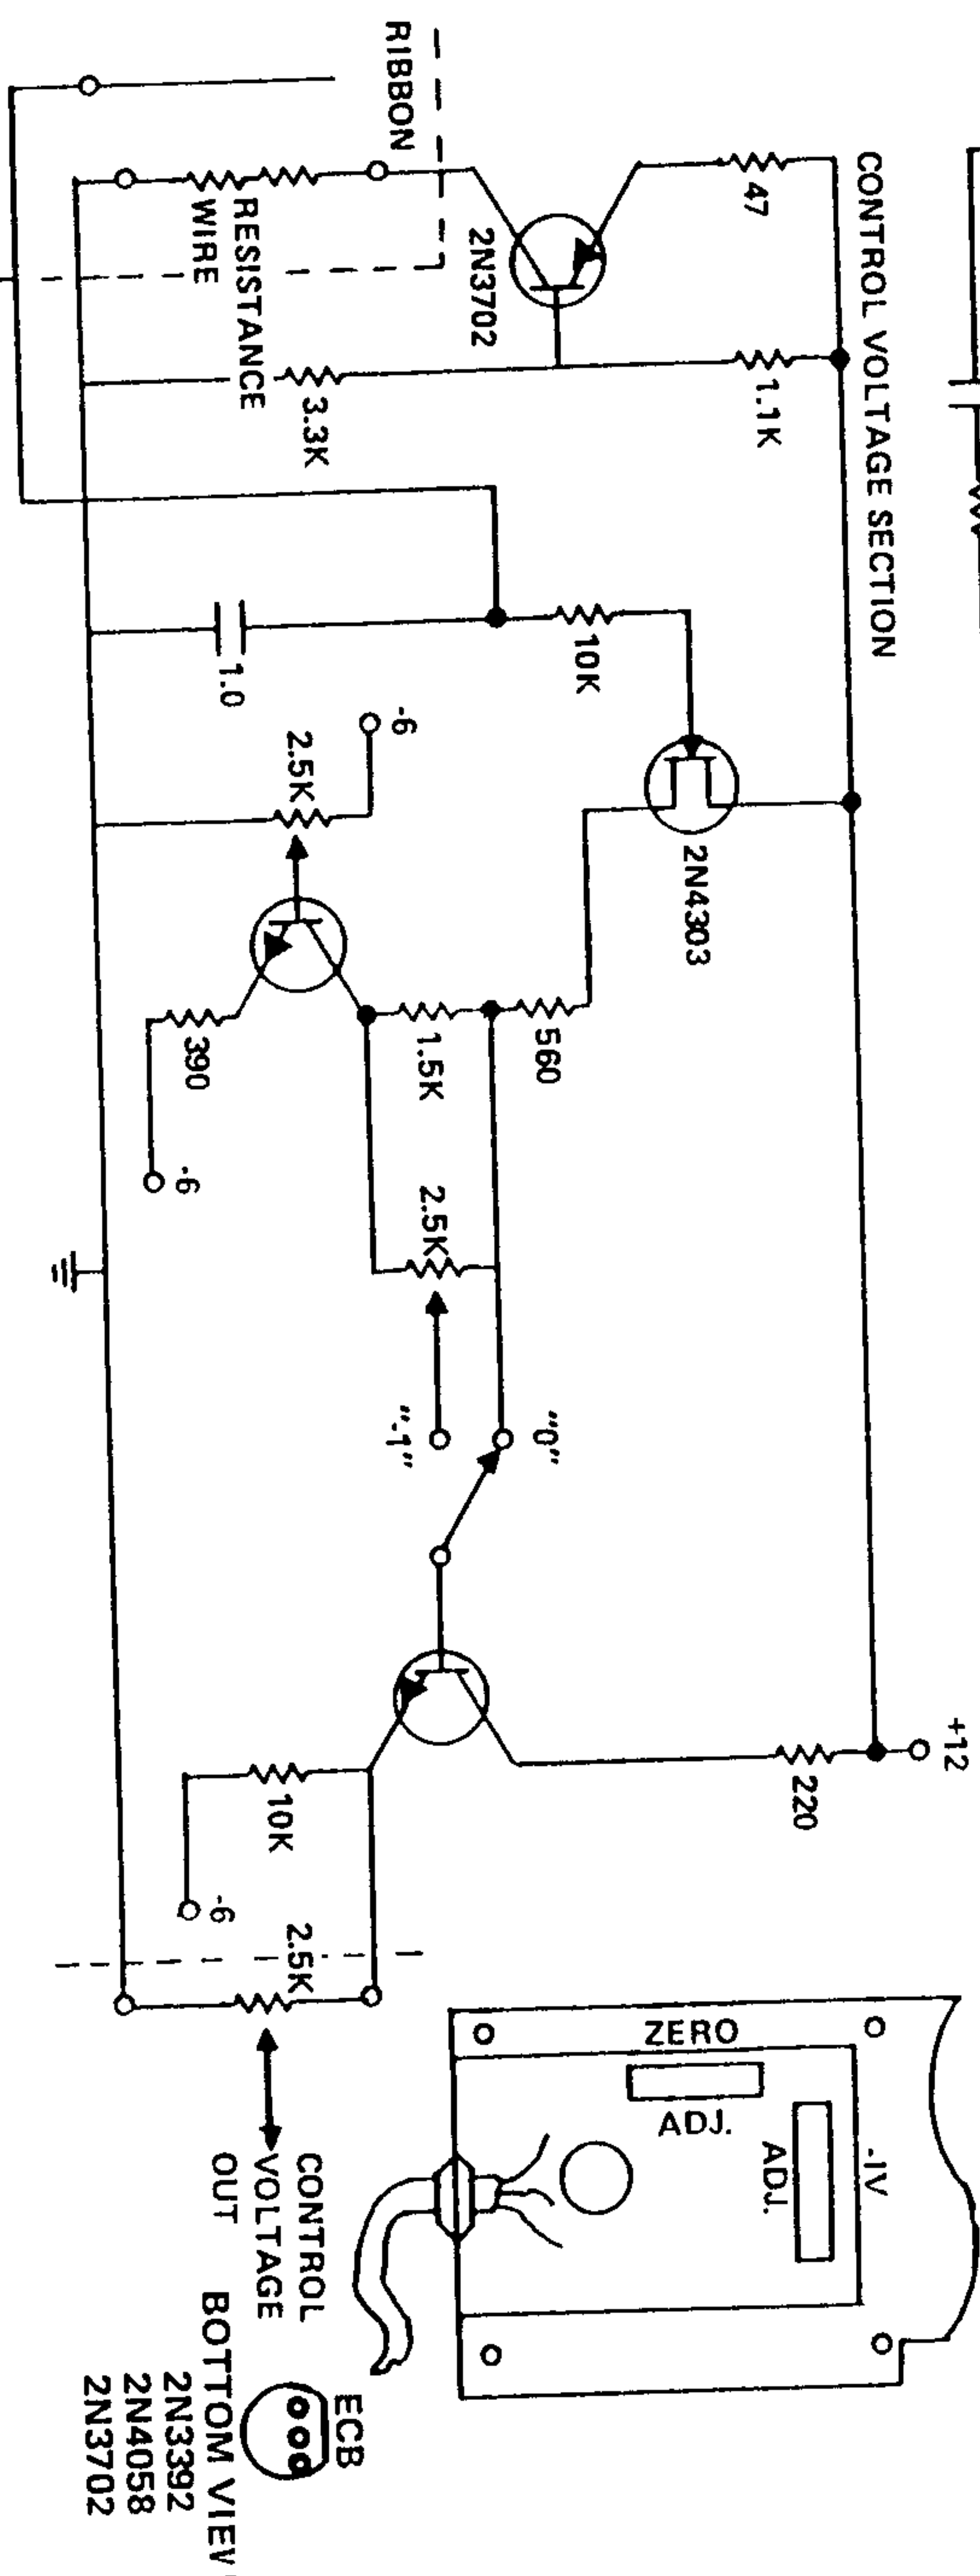 CONTROL VOLTAGE SECTION
+12
47
1.1K
220
2N3702
2N4303
RIBBON
RESISTANCE
WIRE
3.3K
10K
560
1.5K
2.5K
"0"
"-1"
-6
2.5K
1.0
390
-6
10K
-6
2.5K
CONTROL
VOLTAGE
OUT
-1V
ADJ.
ZERO
ADJ.
ECB
BOTTOM VIEW
2N3392
2N4058
2N3702